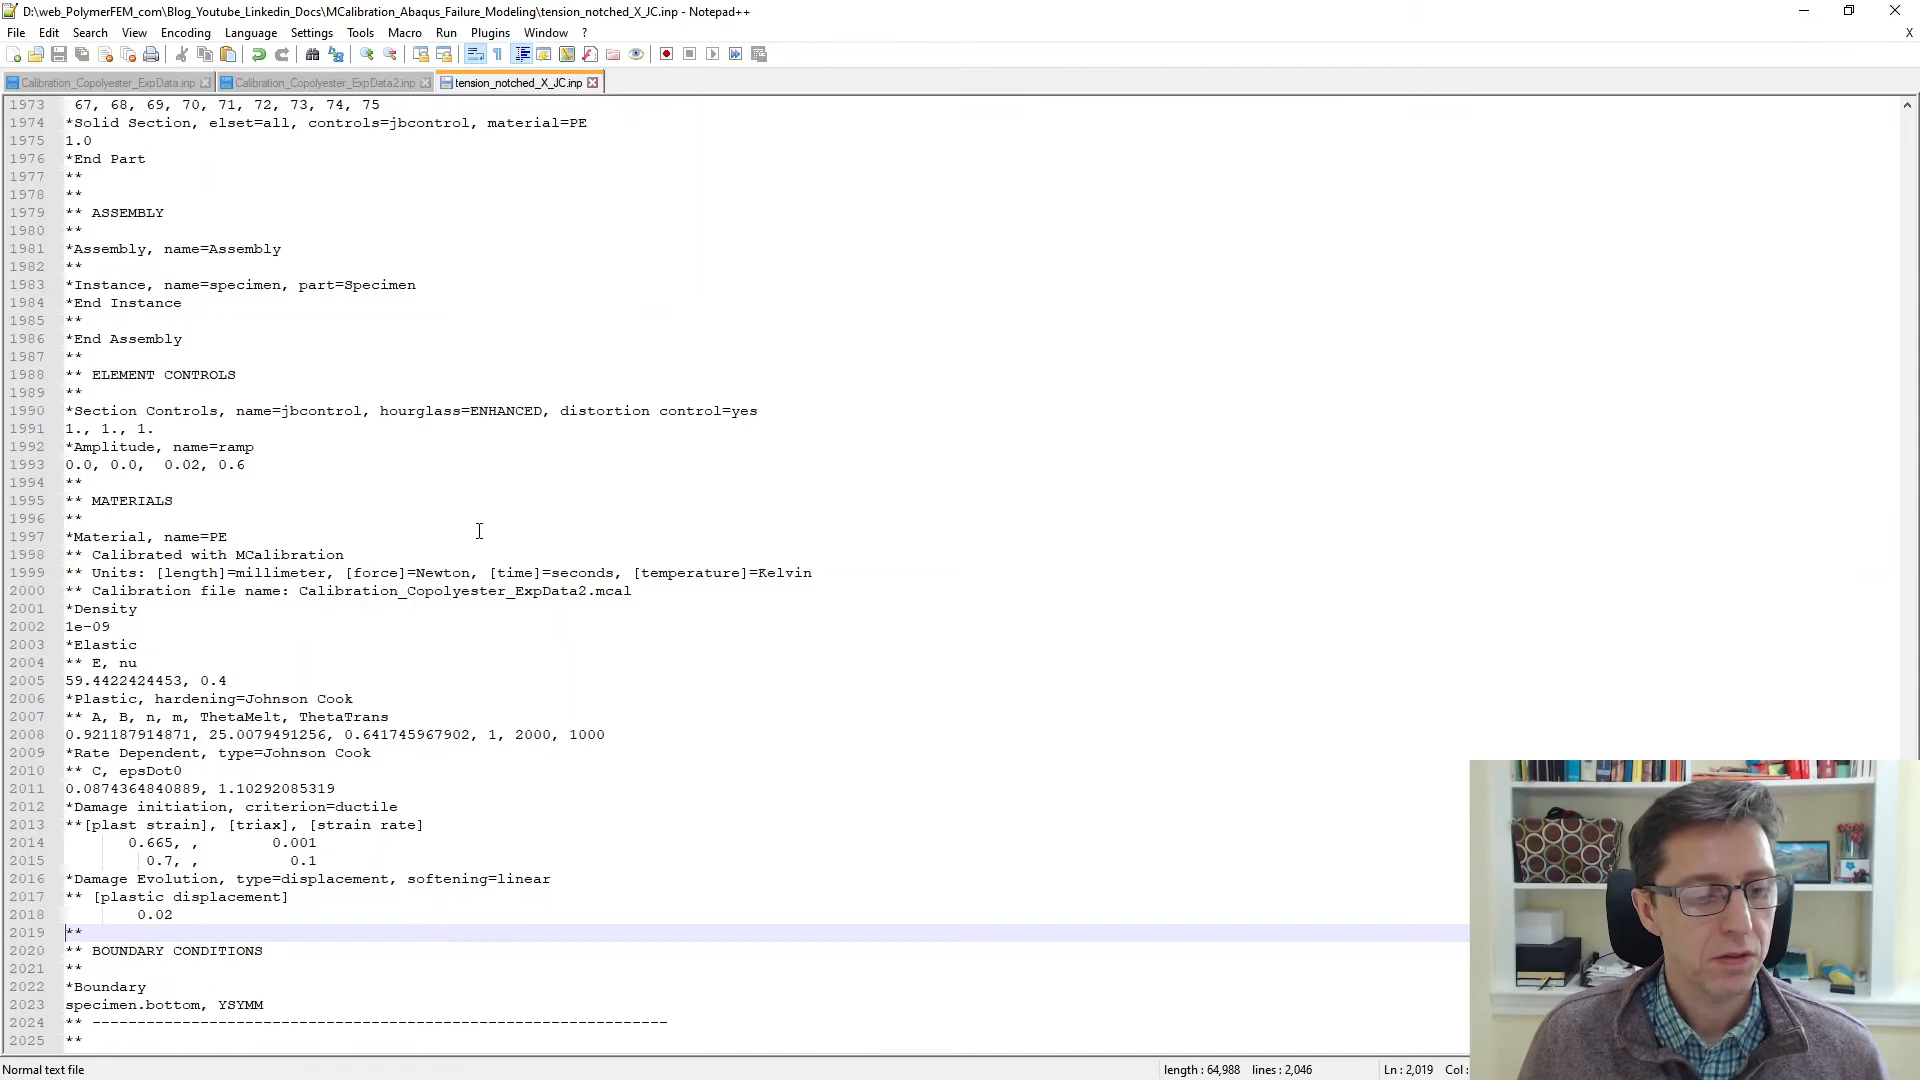 D:\web_PolymerFEM_com\Blog_Youtube_Linkedin_Docs\MCalibration_Abaqus_Failure_Modeling\tension_notched_X_JC.inp - Notepad++
File Edit Search View Encoding Language Settings Tools Macro Run Plugins Window ? X
Calibration_Copolyester_ExpData.inp Calibration_Copolyester_ExpData2.inp tension_notched_X_JC.inp
1973 67, 68, 69, 70, 71, 72, 73, 74, 75
1974 *Solid Section, elset=all, controls=jbcontrol, material=PE
1975 1.0
1976 *End Part
1977 **
1978 **
1979 ** ASSEMBLY
1980 **
1981 *Assembly, name=Assembly
1982 **
1983 *Instance, name=specimen, part=Specimen
1984 *End Instance
1985 **
1986 *End Assembly
1987 **
1988 ** ELEMENT CONTROLS
1989 **
1990 *Section Controls, name=jbcontrol, hourglass=ENHANCED, distortion control=yes
1991 1., 1., 1.
1992 *Amplitude, name=ramp
1993 0.0, 0.0, 0.02, 0.6
1994 **
1995 ** MATERIALS
1996 **
1997 *Material, name=PE
1998 ** Calibrated with MCalibration
1999 ** Units: [length]=millimeter, [force]=Newton, [time]=seconds, [temperature]=Kelvin
2000 ** Calibration file name: Calibration_Copolyester_ExpData2.mcal
2001 *Density
2002 1e-09
2003 *Elastic
2004 ** E, nu
2005 59.4422424453, 0.4
2006 *Plastic, hardening=Johnson Cook
2007 ** A, B, n, m, ThetaMelt, ThetaTrans
2008 0.921187914871, 25.0079491256, 0.641745967902, 1, 2000, 1000
2009 *Rate Dependent, type=Johnson Cook
2010 ** C, epsDot0
2011 0.0874364840889, 1.10292085319
2012 *Damage initiation, criterion=ductile
2013 **[plast strain], [triax], [strain rate]
2014 0.665, , 0.001
2015 0.7, , 0.1
2016 *Damage Evolution, type=displacement, softening=linear
2017 ** [plastic displacement]
2018 0.02
2019 **
2020 ** BOUNDARY CONDITIONS
2021 **
2022 *Boundary
2023 specimen.bottom, YSYMM
2024 ** ----------------------------------------------------------------
2025 **
Normal text file length : 64,988 lines : 2,046 Ln : 2,019 Col :